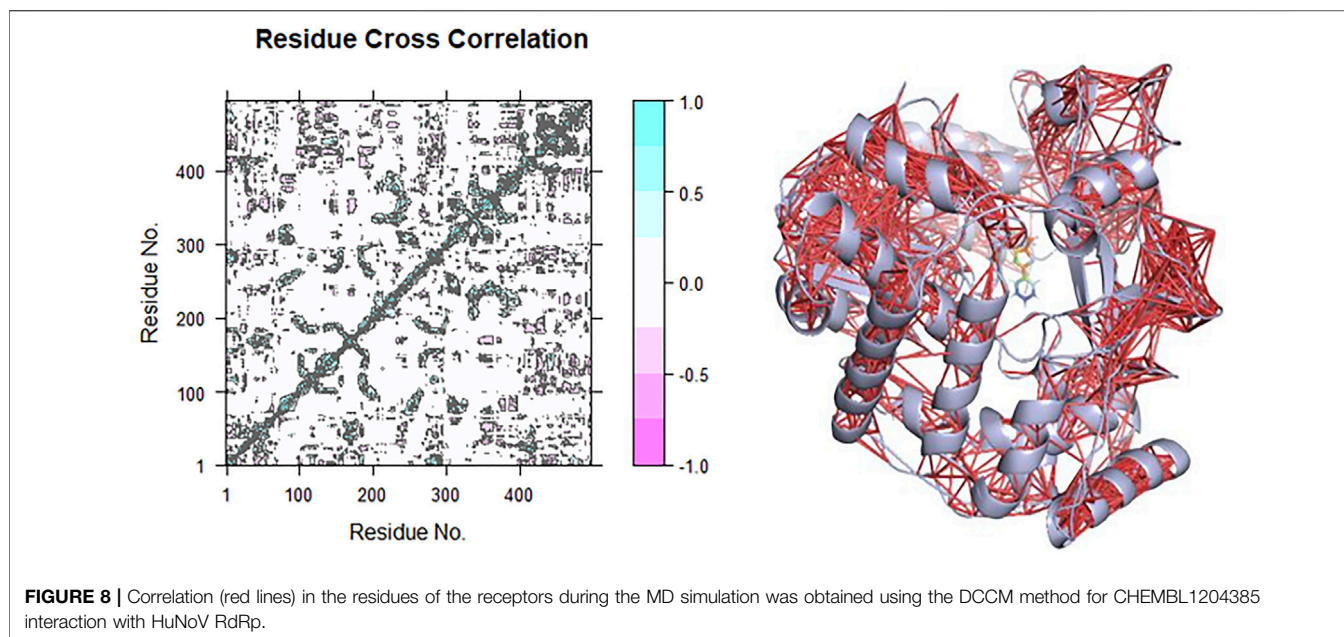 Residue Cross Correlation
Residue No.
400
300
200
100
1
1 100 200 300 400
Residue No.
1.0
0.5
0.0
-0.5
-1.0
FIGURE 8 | Correlation (red lines) in the residues of the receptors during the MD simulation was obtained using the DCCM method for CHEMBL1204385
interaction with HuNoV RdRp.